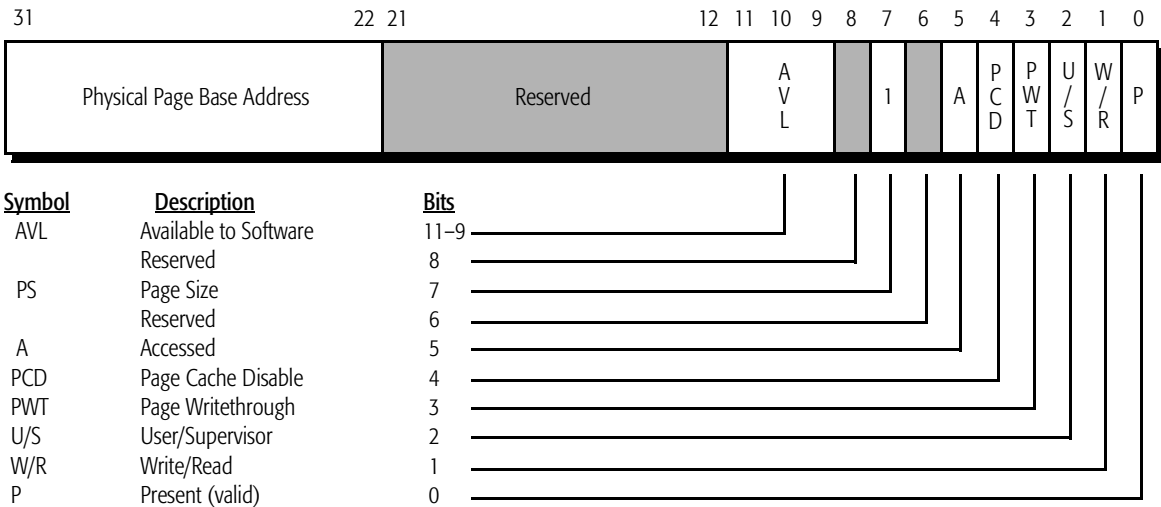 31 22 21 12 11 10 9 8 7 6 5 4 3 2 1 0
Physical Page Base Address Reserved AVL 1 A PCD PWT U/S W/R P
Symbol Description Bits
AVL Available to Software 11–9
Reserved 8
PS Page Size 7
Reserved 6
A Accessed 5
PCD Page Cache Disable 4
PWT Page Writethrough 3
U/S User/Supervisor 2
W/R Write/Read 1
P Present (valid) 0